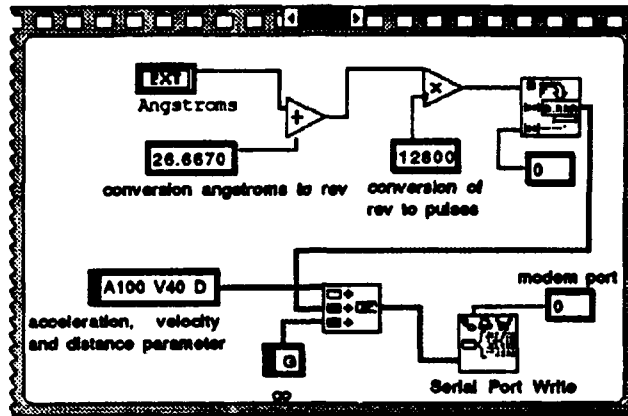 EXT
Angstroms
+
×
26.6670
12800
0
conversion angstroms to rev
conversion of
rev to pulses
A100 V40 D
modem port
0
acceleration, velocity
and distance parameter
G
go
Serial Port Write